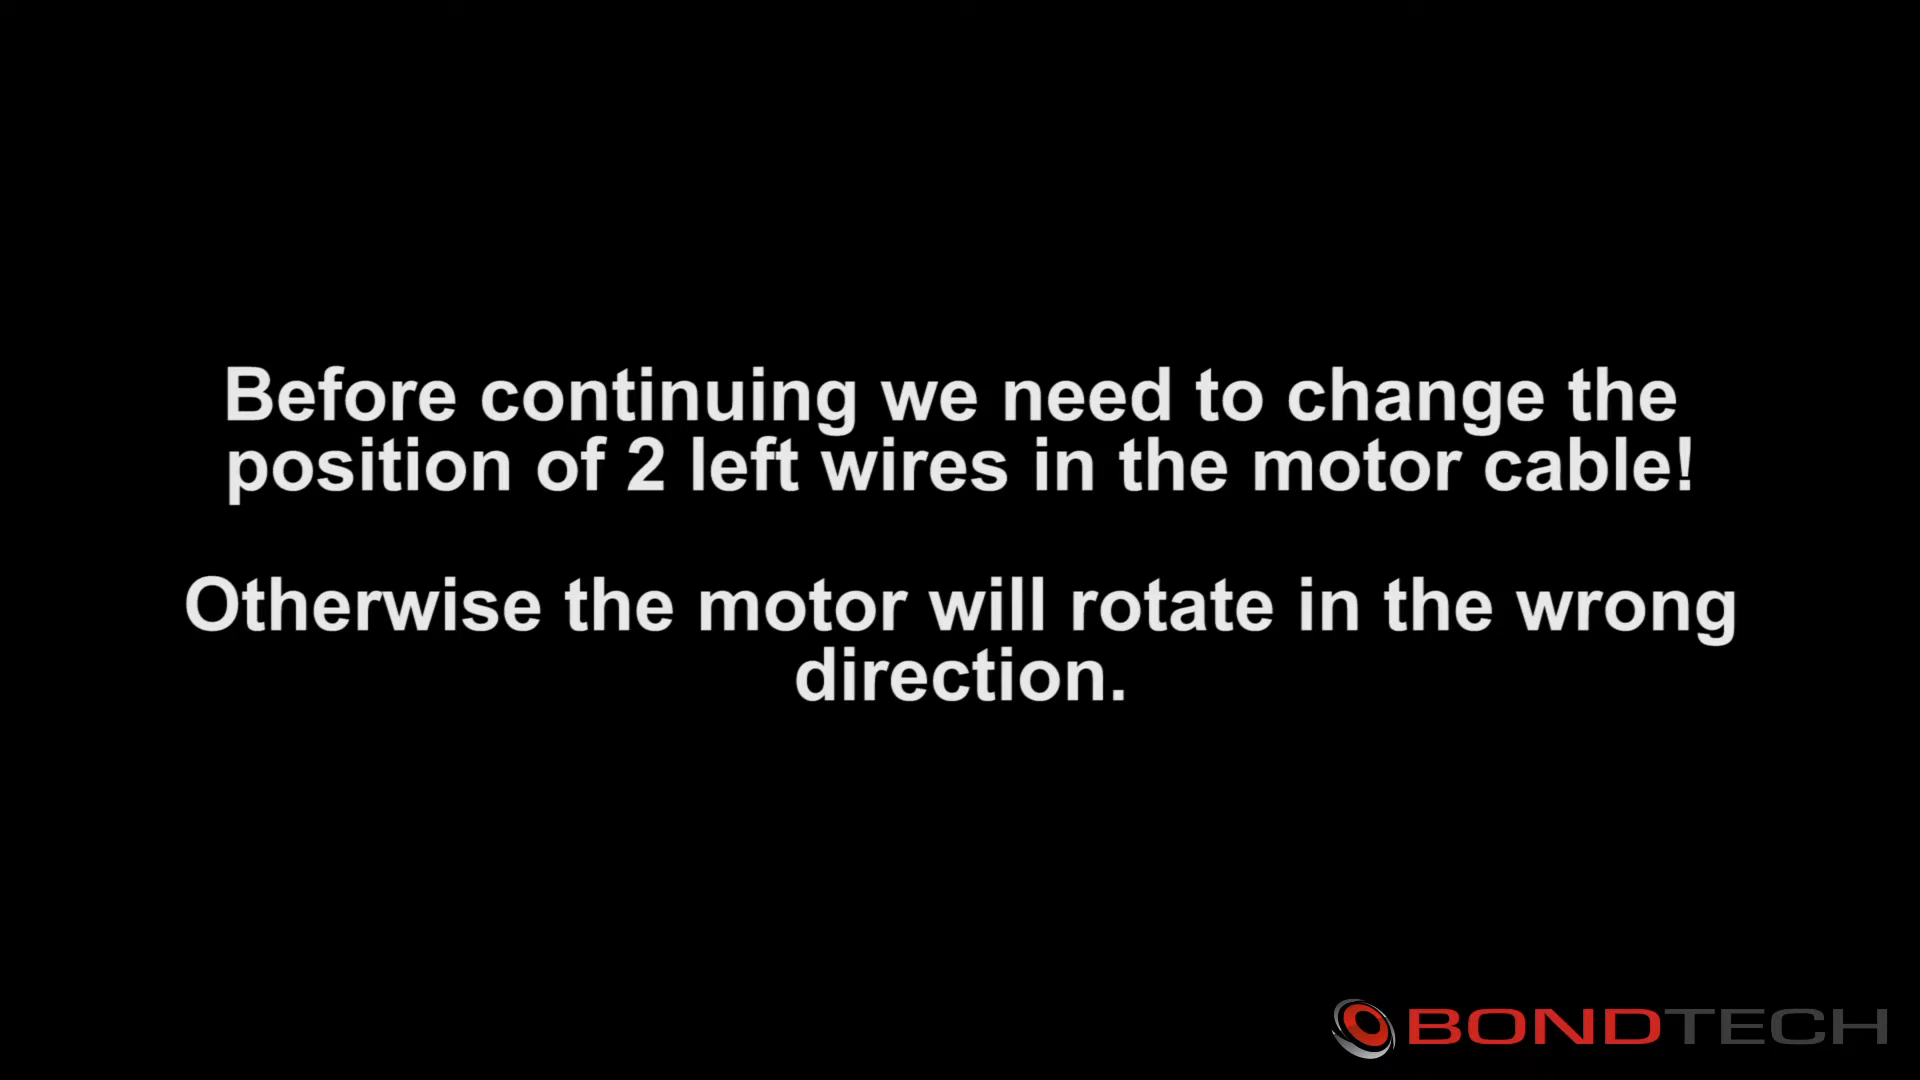 Before continuing we need to change the
position of 2 left wires in the motor cable!
Otherwise the motor will rotate in the wrong
direction.
BONDTECH